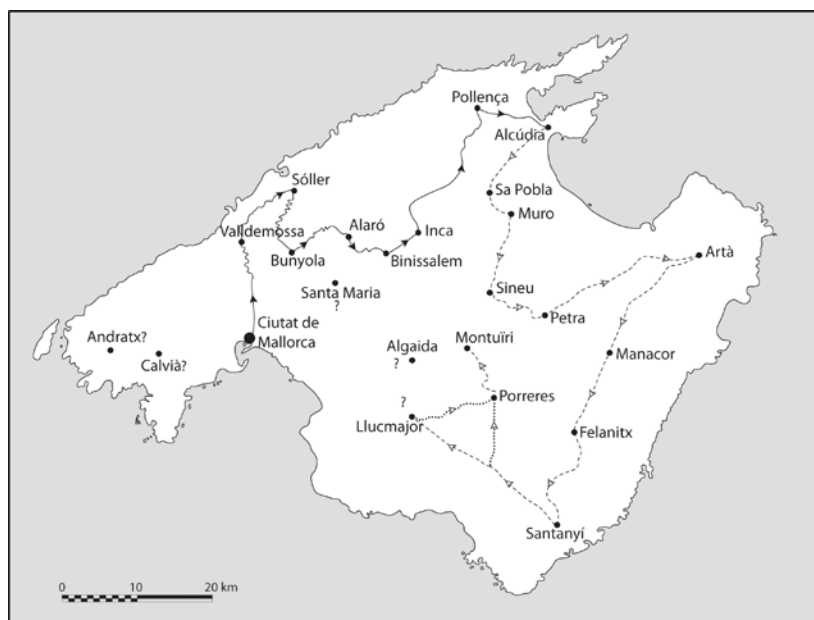 Pollença
Alcúdia
Sóller
Sa Pobla
Muro
Valldemossa
Alaró
Inca
Bunyola
Binissalem
Artà
Santa Maria
?
Sineu
Petra
Ciutat de
Mallorca
Andratx?
Calvià?
Algaida
?
Montuïri
Manacor
?
Llucmajor
Porreres
Felanitx
Santanyí
0 10 20 km